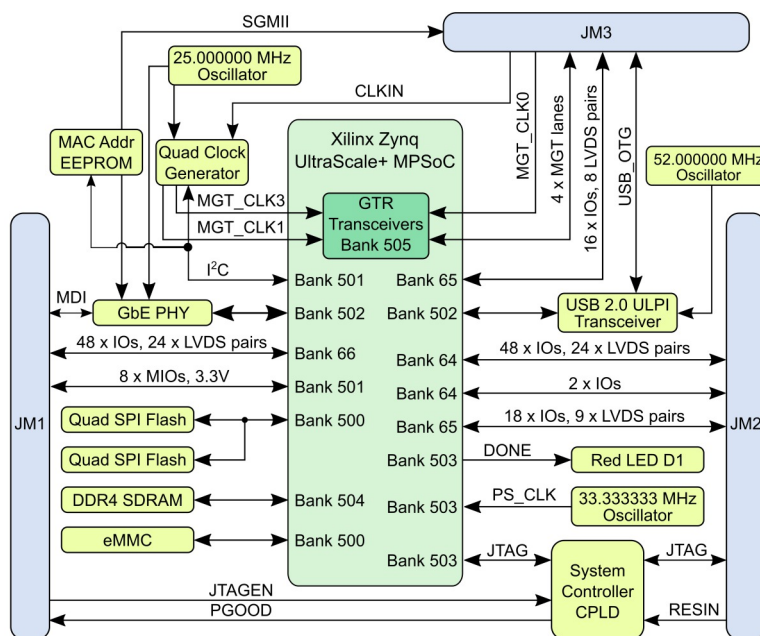 SGMII
JM3
25.000000 MHz
Oscillator
CLKIN
MAC Addr
EEPROM
Quad Clock
Generator
Xilinx Zynq
UltraScale+ MPSoC
MGT_CLK0
4 x MGT lanes
16 x IOs, 8 LVDS pairs
USB_OTG
52.000000 MHz
Oscillator
MGT_CLK3
MGT_CLK1
GTR
Transceivers
Bank 505
I²C
Bank 501
Bank 65
MDI
GbE PHY
Bank 502
Bank 502
USB 2.0 ULPI
Transceiver
48 x IOs, 24 x LVDS pairs
Bank 66
Bank 64
48 x IOs, 24 x LVDS pairs
8 x MIOs, 3.3V
Bank 501
Bank 64
2 x IOs
JM1
Quad SPI Flash
Bank 500
Bank 65
18 x IOs, 9 x LVDS pairs
JM2
Quad SPI Flash
Bank 503
DONE
Red LED D1
DDR4 SDRAM
Bank 504
Bank 503
PS_CLK
33.333333 MHz
Oscillator
eMMC
Bank 500
Bank 503
JTAG
System
Controller
CPLD
JTAG
JTAGEN
PGOOD
RESIN